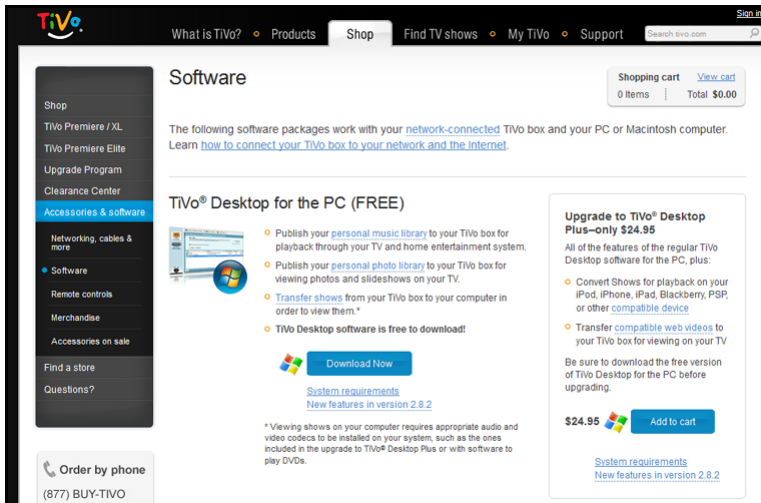 TiVo
Sign in
What is TiVo?
Products
Shop
Find TV shows
My TiVo
Support
Search tivo.com
Shop
TiVo Premiere / XL
TiVo Premiere Elite
Upgrade Program
Clearance Center
Accessories & software
Networking, cables &
more
Software
Remote controls
Merchandise
Accessories on sale
Find a store
Questions?
Order by phone
(877) BUY-TIVO
Software
Shopping cart View cart
0 Items Total $0.00
The following software packages work with your network-connected TiVo box and your PC or Macintosh computer.
Learn how to connect your TiVo box to your network and the Internet.
TiVo® Desktop for the PC (FREE)
Publish your personal music library to your TiVo box for
playback through your TV and home entertainment system.
Publish your personal photo library to your TiVo box for
viewing photos and slideshows on your TV.
Transfer shows from your TiVo box to your computer in
order to view them.*
TiVo Desktop software is free to download!
Download Now
System requirements
New features in version 2.8.2
* Viewing shows on your computer requires appropriate audio and
video codecs to be installed on your system, such as the ones
included in the upgrade to TiVo® Desktop Plus or with software to
play DVDs.
Upgrade to TiVo® Desktop
Plus–only $24.95
All of the features of the regular TiVo
Desktop software for the PC, plus:
Convert Shows for playback on your
iPod, iPhone, iPad, Blackberry, PSP,
or other compatible device
Transfer compatible web videos to
your TiVo box for viewing on your TV
Be sure to download the free version
of TiVo Desktop for the PC before
upgrading.
$24.95 Add to cart
System requirements
New features in version 2.8.2